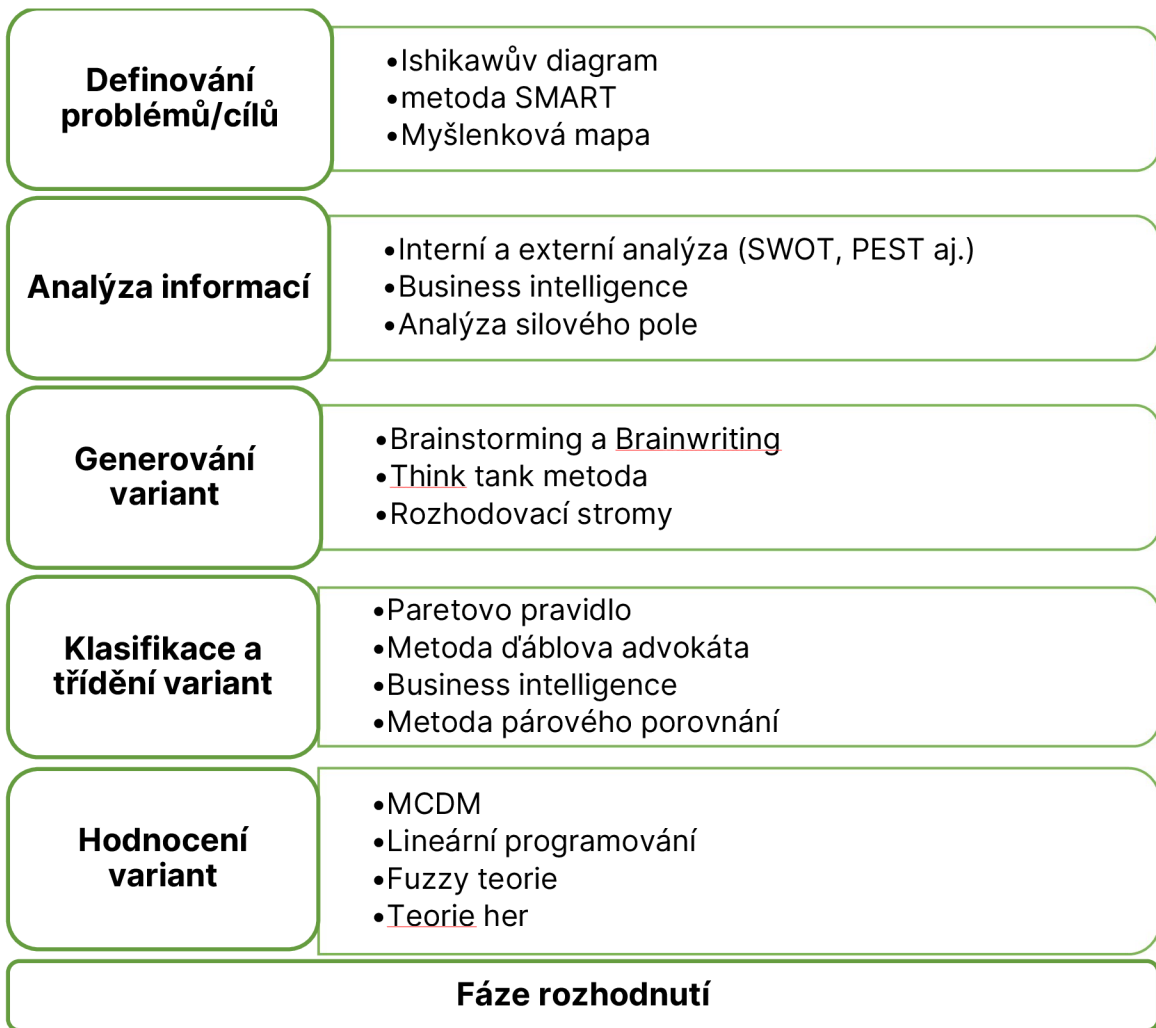 Definování
problémů/cílů
•Ishikawův diagram
•metoda SMART
•Myšlenková mapa
Analýza informací
•Interní a externí analýza (SWOT, PEST aj.)
•Business intelligence
•Analýza silového pole
Generování
variant
•Brainstorming a Brainwriting
•Think tank metoda
•Rozhodovací stromy
Klasifikace a
třídění variant
•Paretovo pravidlo
•Metoda ďáblova advokáta
•Business intelligence
•Metoda párového porovnání
Hodnocení
variant
•MCDM
•Lineární programování
•Fuzzy teorie
•Teorie her
Fáze rozhodnutí